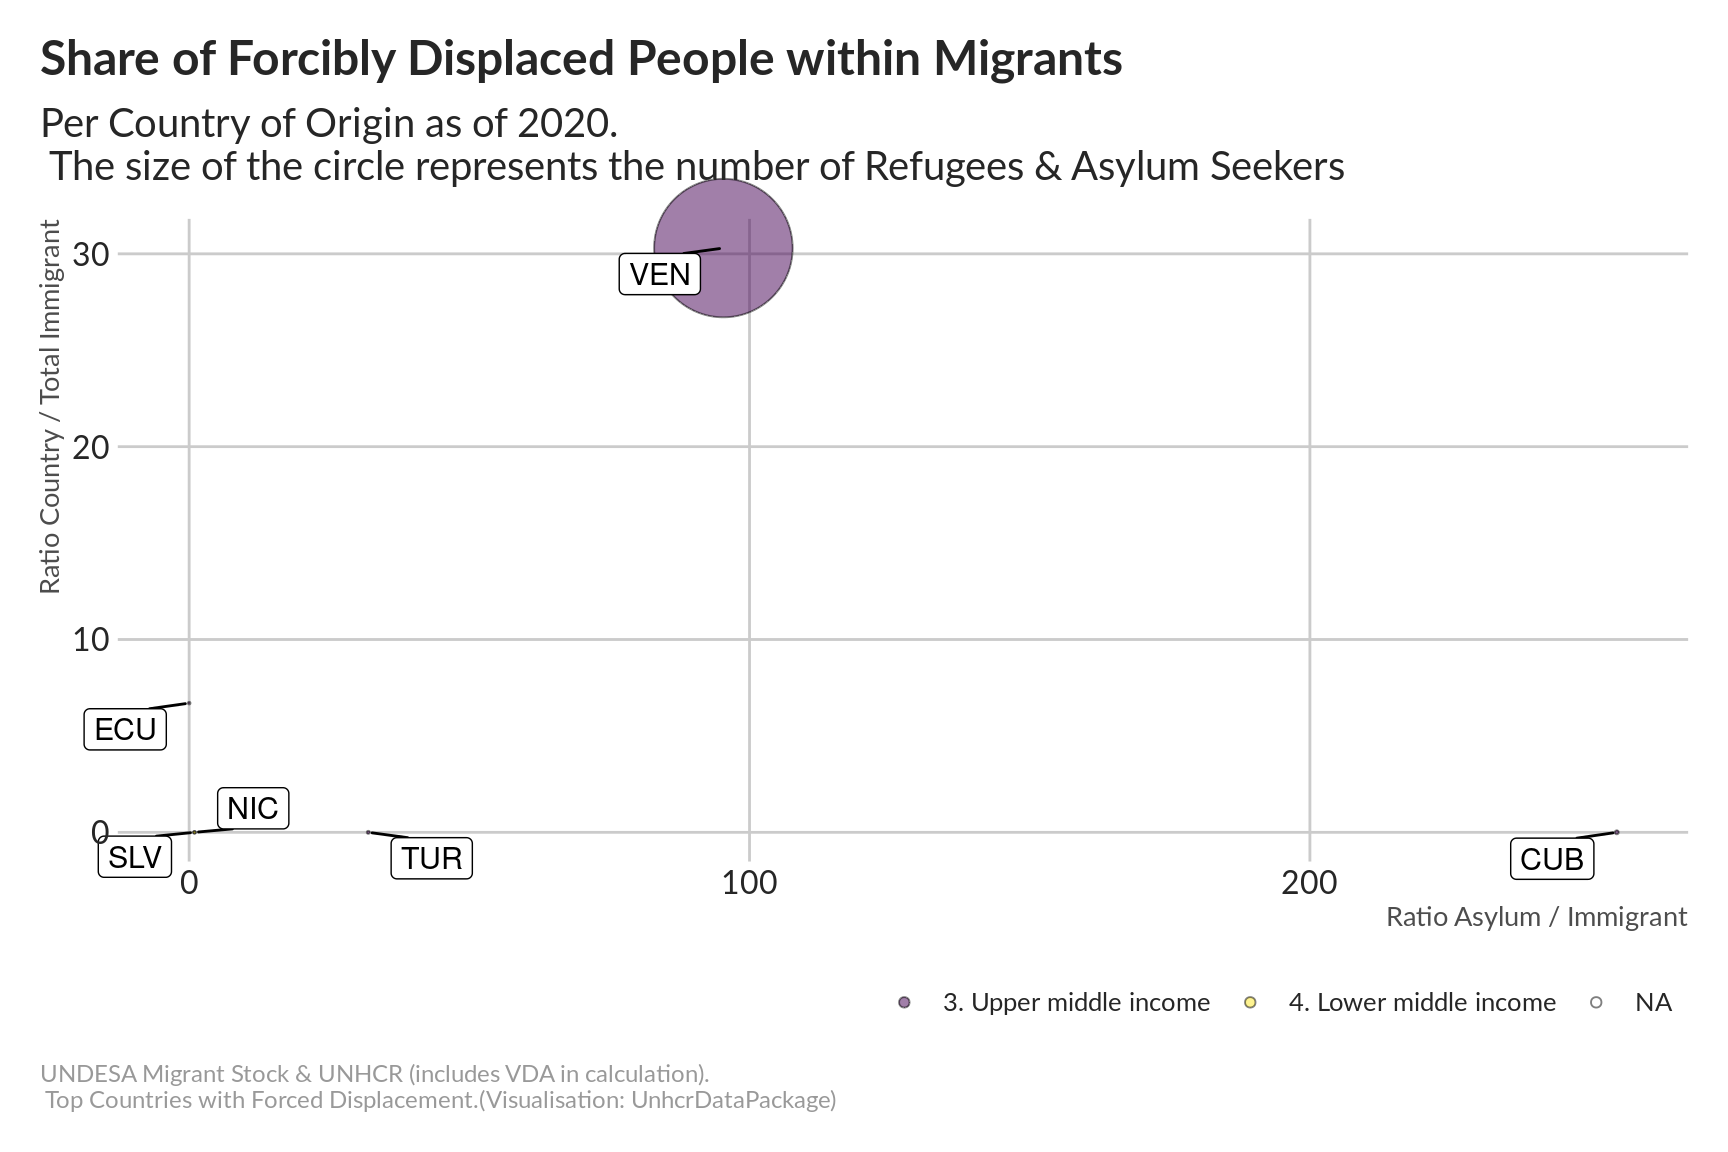 Share of Forcibly Displaced People within Migrants
Per Country of Origin as of 2020.
The size of the circle represents the number of Refugees & Asylum Seekers
Ratio Country / Total Immigrant
30
20
10
0
VEN
ECU
NIC
SLV
TUR
CUB
0
100
200
Ratio Asylum / Immigrant
3. Upper middle income
4. Lower middle income
NA
UNDESA Migrant Stock & UNHCR (includes VDA in calculation).
Top Countries with Forced Displacement.(Visualisation: UnhcrDataPackage)